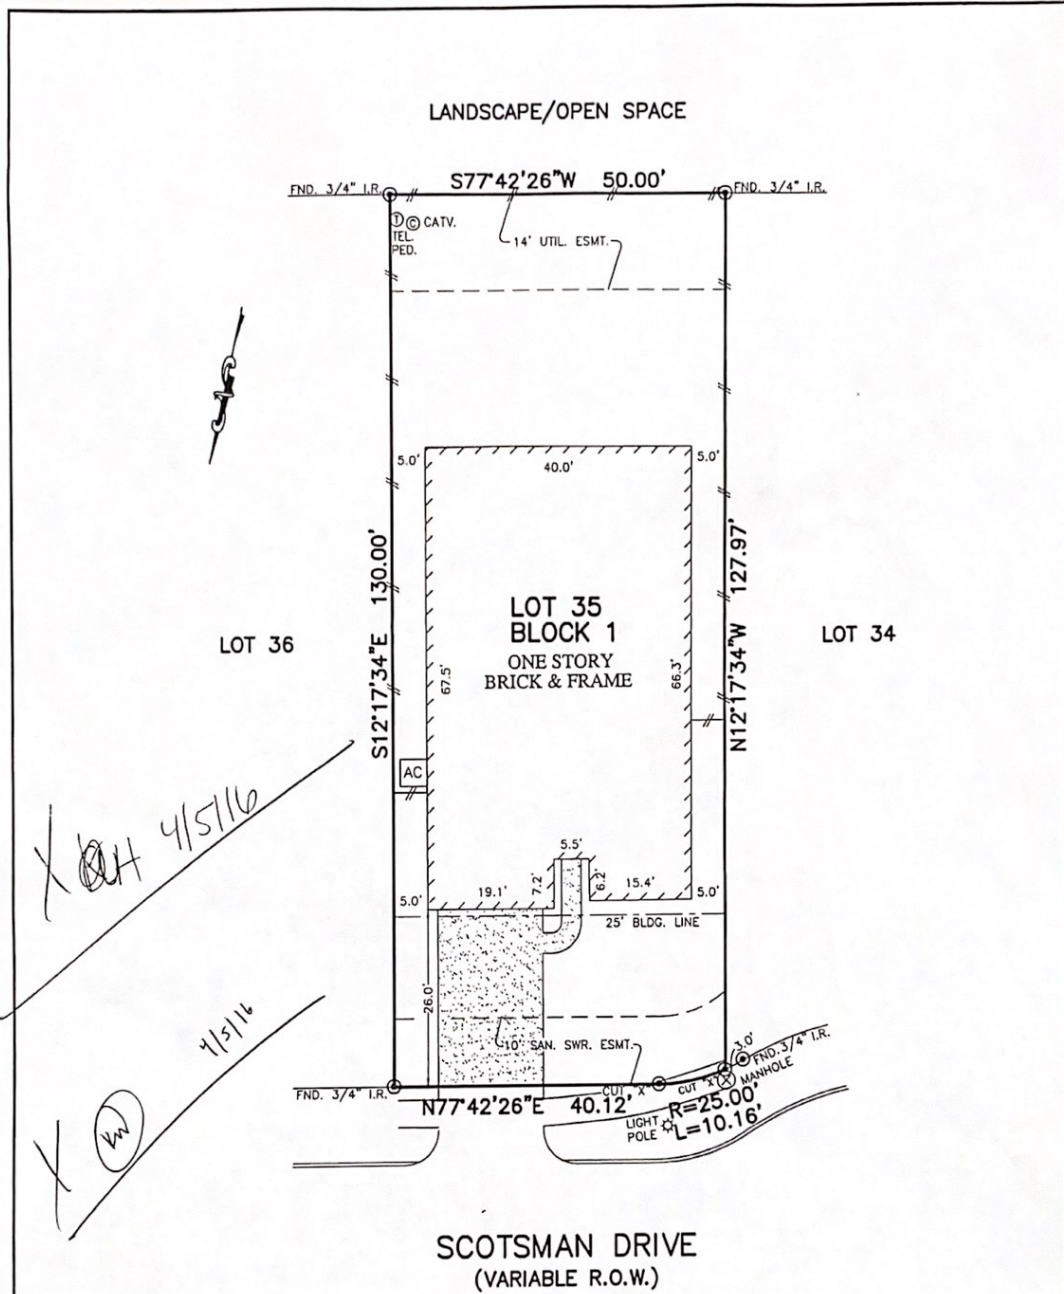 LANDSCAPE/OPEN SPACE
FND. 3/4" I.R.
S77°42'26"W 50.00'
FND. 3/4" I.R.
T
C CATV.
TEL.
PED.
14' UTIL. ESMT.
5.0'
40.0'
5.0'
S12°17'34"E 130.00'
N12°17'34"W 127.97'
LOT 35
BLOCK 1
ONE STORY
BRICK & FRAME
LOT 36
LOT 34
67.5'
66.3'
AC
X 4/5/16
5.5'
19.1'
7.2'
6.2'
15.4'
5.0'
5.0'
25' BLDG. LINE
26.0'
10' SAN. SWR. ESMT.
4/5/16
X
3.0'
FND. 3/4" I.R.
MANHOLE
FND. 3/4" I.R.
CUT "X"
CUT "X"
N77°42'26"E 40.12'
R=25.00'
L=10.16'
LIGHT
POLE
SCOTSMAN DRIVE
(VARIABLE R.O.W.)